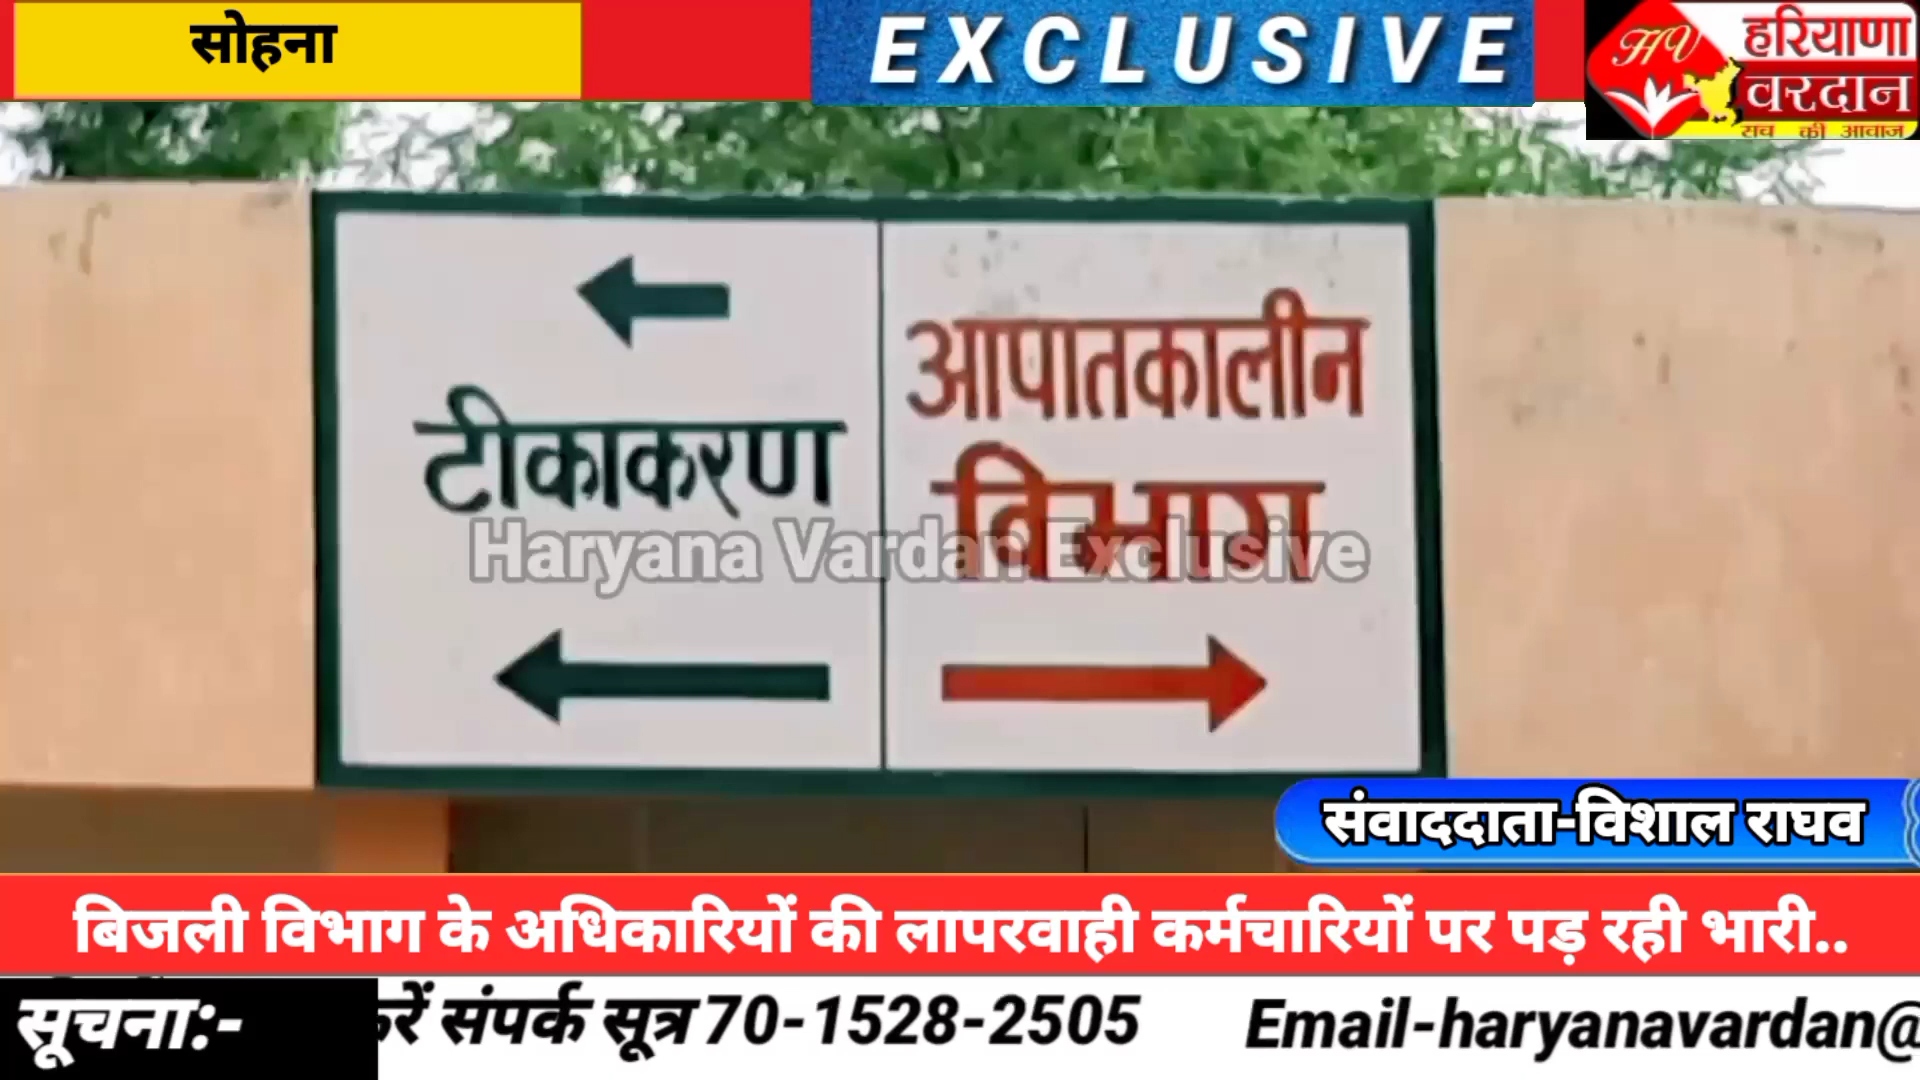 सोहना
EXCLUSIVE
HV
हरियाणा
वरदान
सच की आवाज
टीकाकरण
आपातकालीन
विभाग
Haryana Vardan Exclusive
संवाददाता-विशाल राघव
बिजली विभाग के अधिकारियों की लापरवाही कर्मचारियों पर पड़ रही भारी..
सूचना:- रें संपर्क सूत्र 70-1528-2505 Email-haryanavardan@